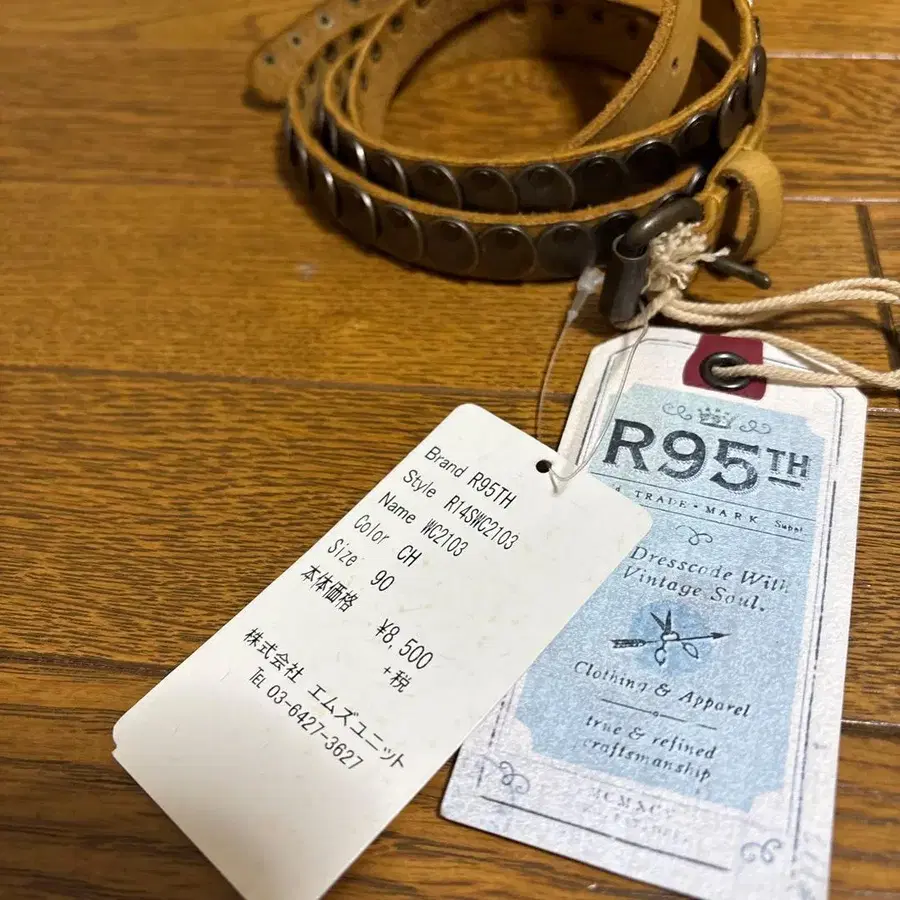 Brand R95TH
Style R14SWC2103
Name WC2103
Color CH
Size 90
本体価格
¥8,500
+税
株式会社 エムズユニット
TEL 03-6427-3627
R95TH
TRADE・MARK
Dresscode With
Vintage Soul.
Clothing & Apparel
true & refined
craftsmanship